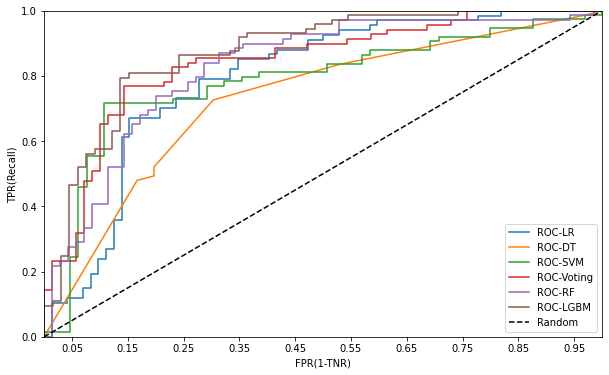 1.0
0.8
0.6
0.4
0.2
0.0
TPR(Recall)
0.05 0.15 0.25 0.35 0.45 0.55 0.65 0.75 0.85 0.95
FPR(1-TNR)
ROC-LR
ROC-DT
ROC-SVM
ROC-Voting
ROC-RF
ROC-LGBM
Random